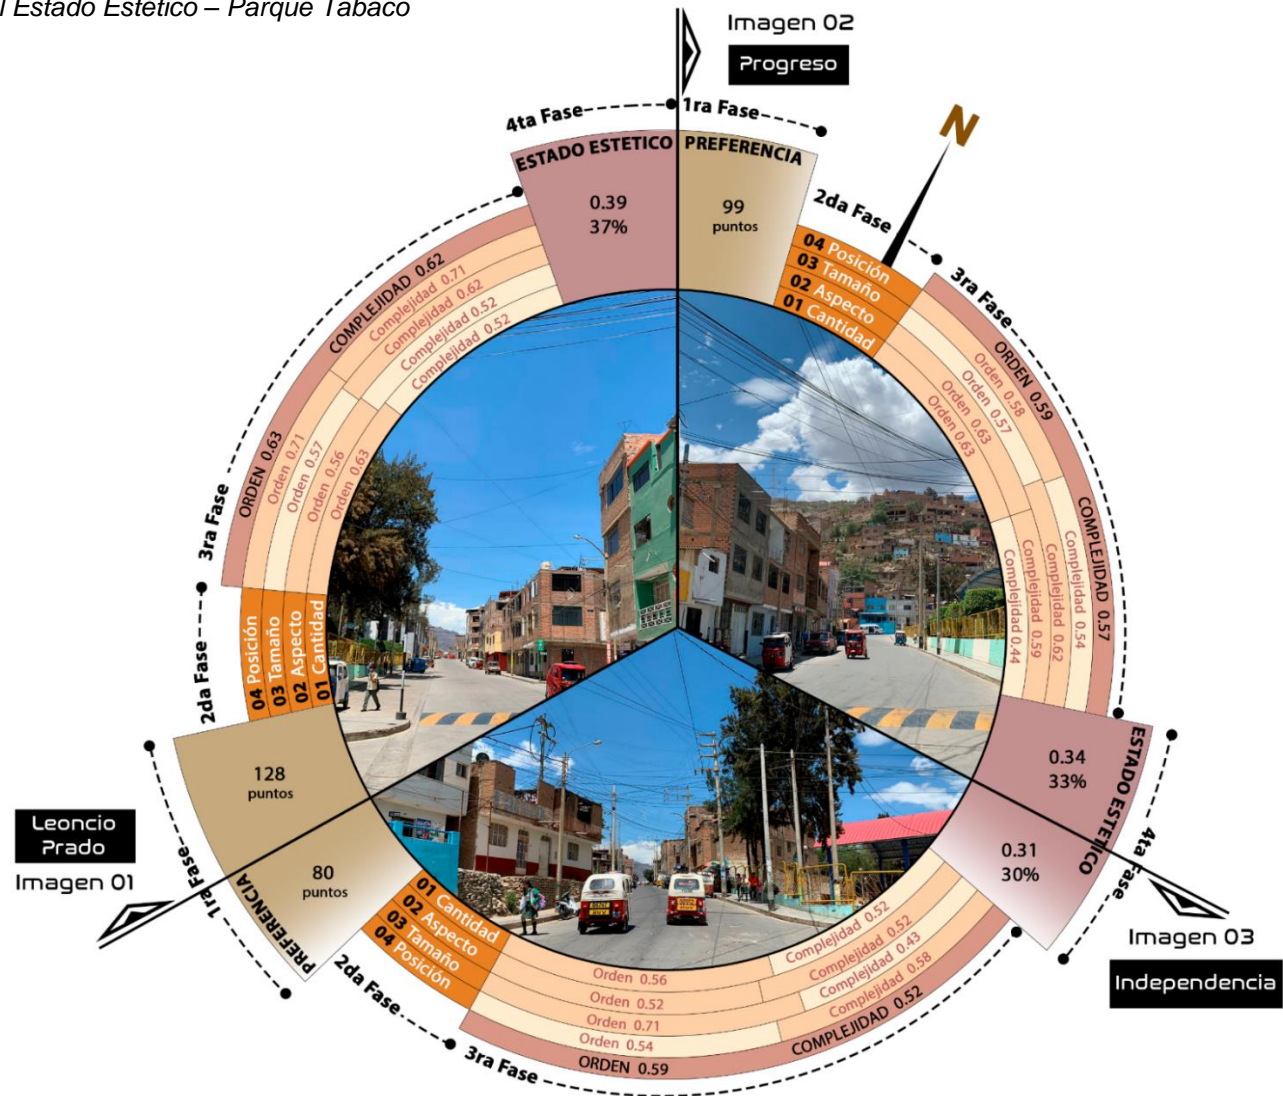 l Estado Estético – Parque Tabaco
Imagen 02
Progreso
N
4ta Fase
ESTADO ESTETICO
0.39
37%
1ra Fase
PREFERENCIA
99
puntos
2da Fase
04 Posición
03 Tamaño
02 Aspecto
01 Cantidad
3ra Fase
ORDEN 0.59
Orden 0.58
Orden 0.57
Orden 0.63
Orden 0.63
COMPLEJIDAD 0.57
Complejidad 0.54
Complejidad 0.62
Complejidad 0.59
Complejidad 0.44
ESTADO ESTETICO
0.34
33%
0.31
30%
4ta Fase
Imagen 03
Independencia
COMPLEJIDAD 0.62
Complejidad 0.71
Complejidad 0.62
Complejidad 0.52
Complejidad 0.52
3ra Fase
ORDEN 0.63
Orden 0.71
Orden 0.57
Orden 0.56
Orden 0.63
2da Fase
04 Posición
03 Tamaño
02 Aspecto
01 Cantidad
128
puntos
Leoncio
Prado
Imagen 01
1ra Fase
PREFERENCIA
80
puntos
2da Fase
01 Cantidad
02 Aspecto
03 Tamaño
04 Posición
3ra Fase
Orden 0.56
Orden 0.52
Orden 0.71
Orden 0.54
ORDEN 0.59
Complejidad 0.52
Complejidad 0.52
Complejidad 0.43
Complejidad 0.58
COMPLEJIDAD 0.52